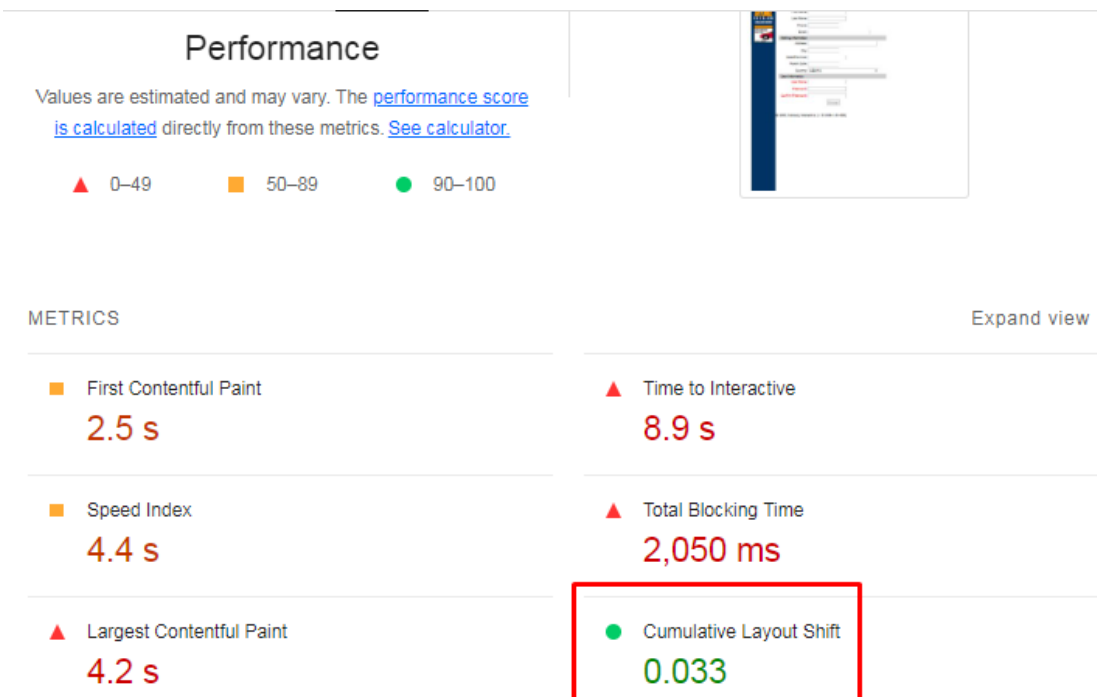 Performance
Values are estimated and may vary. The performance score
is calculated directly from these metrics. See calculator.
0–49 50–89 90–100
METRICS Expand view
First Contentful Paint
2.5 s
Time to Interactive
8.9 s
Speed Index
4.4 s
Total Blocking Time
2,050 ms
Largest Contentful Paint
4.2 s
Cumulative Layout Shift
0.033